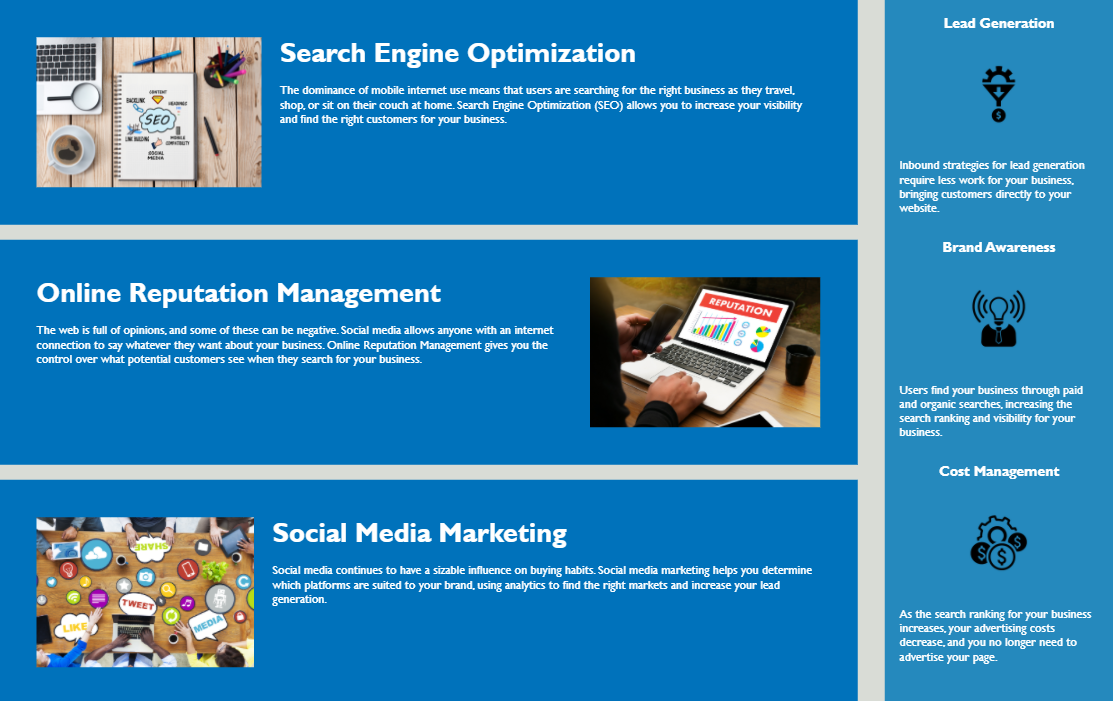 Search Engine Optimization
The dominance of mobile internet use means that users are searching for the right business as they travel,
shop, or sit on their couch at home. Search Engine Optimization (SEO) allows you to increase your visibility
and find the right customers for your business.
CONTENT
BACKLINK
HEADINGS
SEO
LINK BUILDING
MOBILE
COMPATIBILITY
SOCIAL
MEDIA
Online Reputation Management
The web is full of opinions, and some of these can be negative. Social media allows anyone with an internet
connection to say whatever they want about your business. Online Reputation Management gives you the
control over what potential customers see when they search for your business.
REPUTATION
Social Media Marketing
Social media continues to have a sizable influence on buying habits. Social media marketing helps you determine
which platforms are suited to your brand, using analytics to find the right markets and increase your lead
generation.
SHARE
TWEET
LIKE
MEDIA
Lead Generation
$
Inbound strategies for lead generation
require less work for your business,
bringing customers directly to your
website.
Brand Awareness
Users find your business through paid
and organic searches, increasing the
search ranking and visibility for your
business.
Cost Management
$ $ $
As the search ranking for your business
increases, your advertising costs
decrease, and you no longer need to
advertise your page.